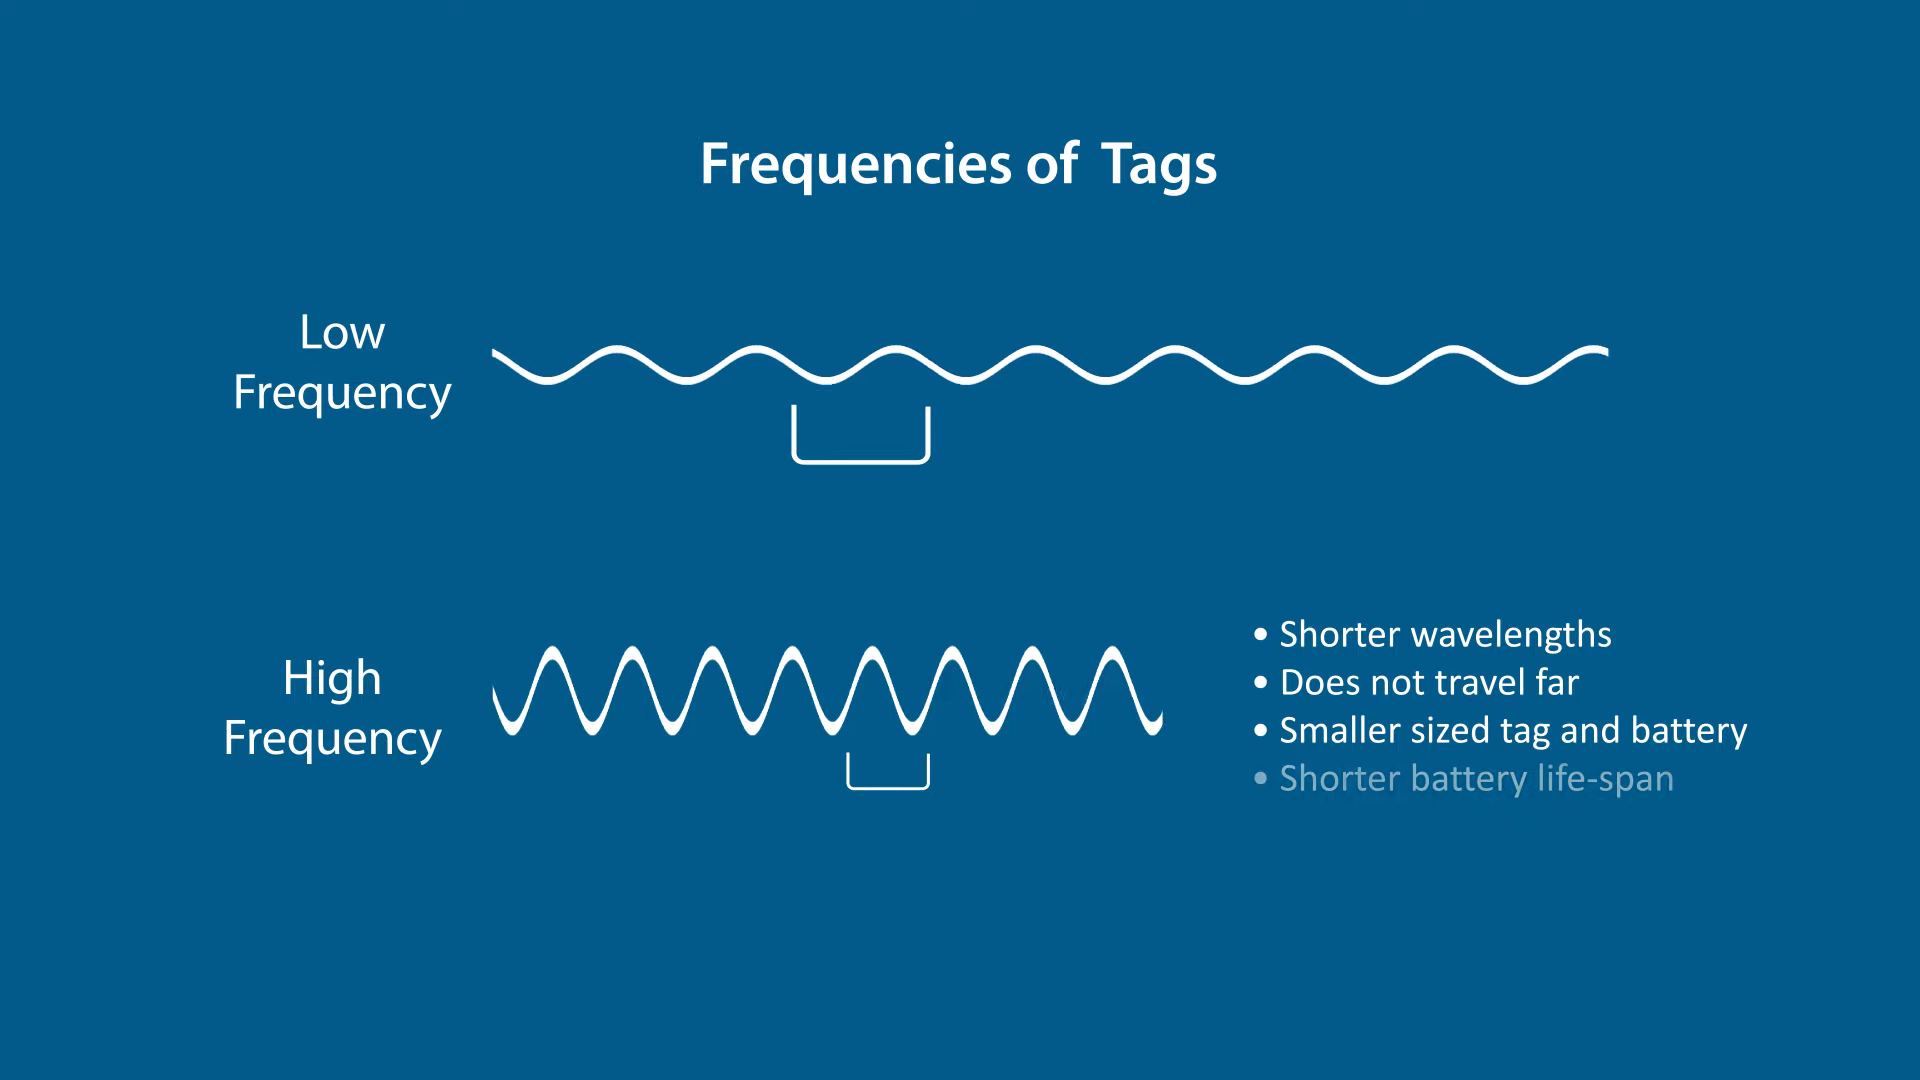 Frequencies of Tags
Low
Frequency
High
Frequency
• Shorter wavelengths
• Does not travel far
• Smaller sized tag and battery
• Shorter battery life-span